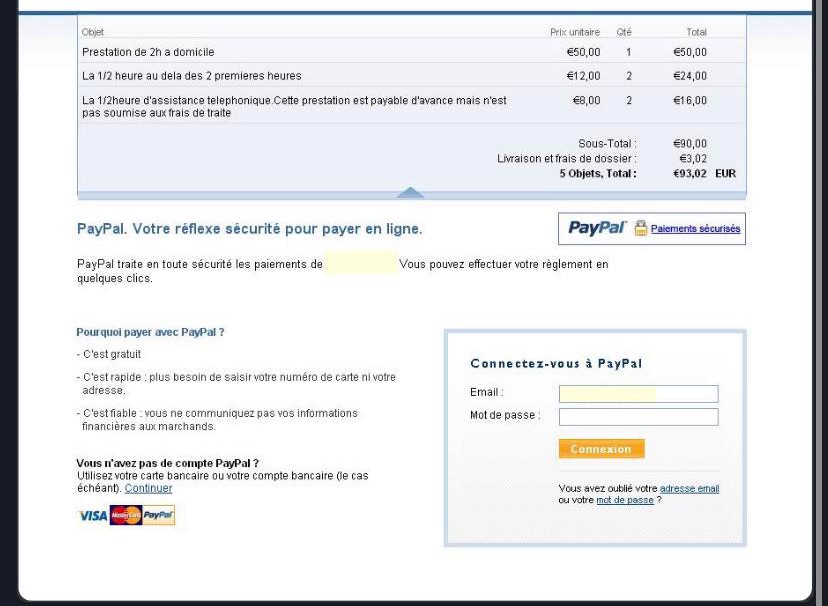 Objet Prix unitaire Qté Total
Prestation de 2h a domicile €50,00 1 €50,00
La 1/2 heure au dela des 2 premieres heures €12,00 2 €24,00
La 1/2heure d'assistance telephonique.Cette prestation est payable d'avance mais n'est €8,00 2 €16,00
pas soumise aux frais de traite
Sous-Total : €90,00
Livraison et frais de dossier : €3,02
5 Objets, Total : €93,02 EUR
PayPal. Votre réflexe sécurité pour payer en ligne.
PayPal Paiements sécurisés
PayPal traite en toute sécurité les paiements de Vous pouvez effectuer votre règlement en
quelques clics.
Pourquoi payer avec PayPal ?
- C'est gratuit
- C'est rapide : plus besoin de saisir votre numéro de carte ni votre
adresse.
- C'est fiable : vous ne communiquez pas vos informations
financières aux marchands.
Vous n'avez pas de compte PayPal ?
Utilisez votre carte bancaire ou votre compte bancaire (le cas
échéant). Continuer
VISA MasterCard PayPal
Connectez-vous à PayPal
Email :
Mot de passe :
Connexion
Vous avez oublié votre adresse email
ou votre mot de passe ?